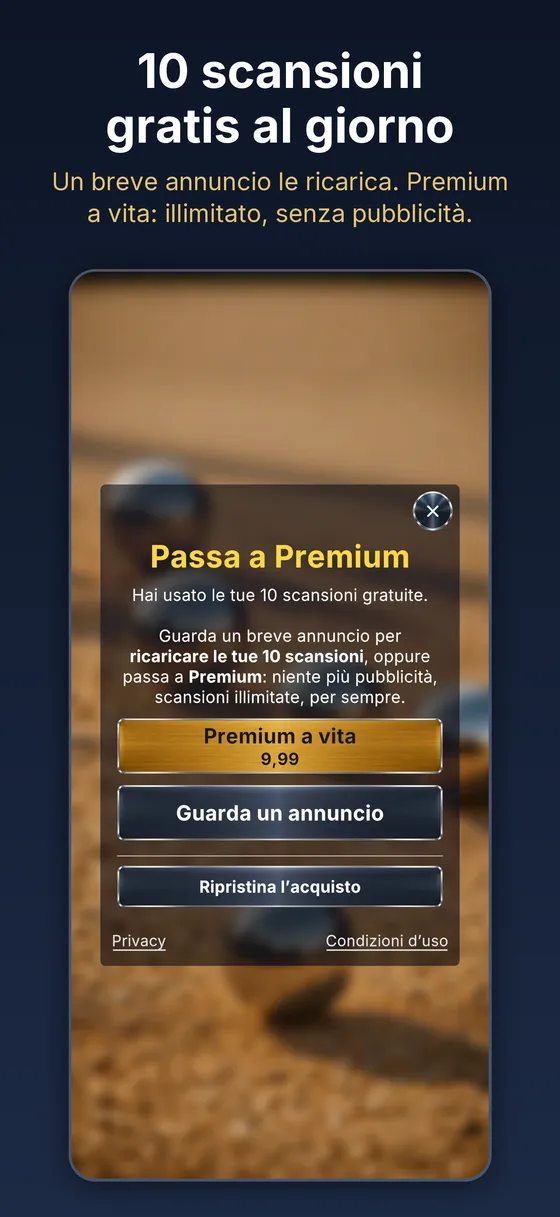 10 scansioni
gratis al giorno
Un breve annuncio le ricarica. Premium
a vita: illimitato, senza pubblicità.
Passa a Premium
Hai usato le tue 10 scansioni gratuite.
Guarda un breve annuncio per
ricaricare le tue 10 scansioni, oppure
passa a Premium: niente più pubblicità,
scansioni illimitate, per sempre.
Premium a vita
9,99
Guarda un annuncio
Ripristina l’acquisto
Privacy
Condizioni d’uso